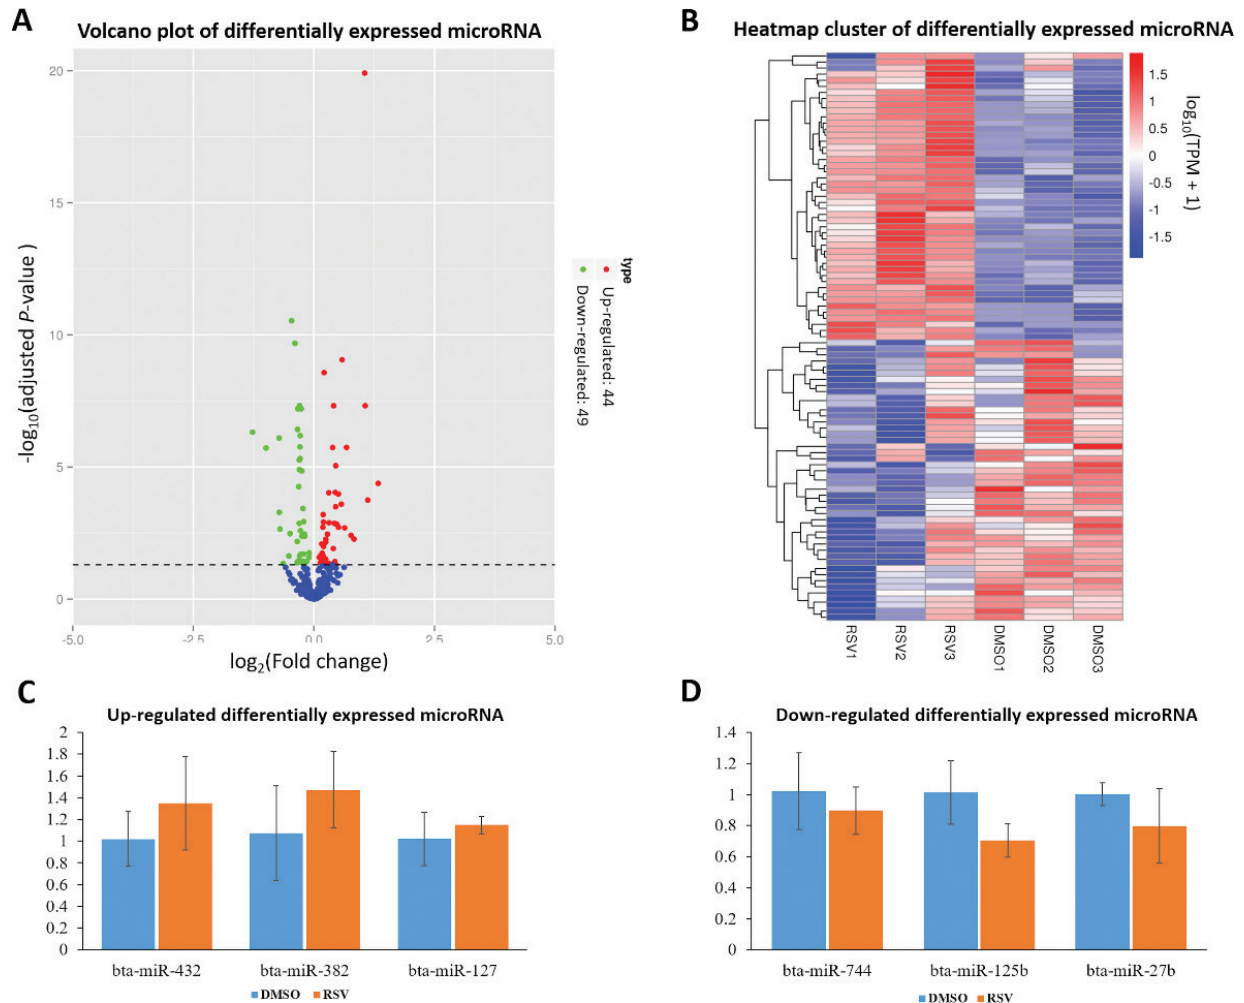 A
Volcano plot of differentially expressed microRNA
20
15
10
5
0
-5.0
-2.5
0.0
2.5
5.0
-log10(adjusted P-value )
log2(Fold change)
type
Up-regulated: 44
Down-regulated: 49
B
Heatmap cluster of differentially expressed microRNA
1.5
1
0.5
0
-0.5
-1
-1.5
log10(TPM + 1)
RSV1
RSV2
RSV3
DMSO1
DMSO2
DMSO3
C
Up-regulated differentially expressed microRNA
2
1.8
1.6
1.4
1.2
1
0.8
0.6
0.4
0.2
0
bta-miR-432
bta-miR-382
bta-miR-127
DMSO RSV
D
Down-regulated differentially expressed microRNA
1.4
1.2
1
0.8
0.6
0.4
0.2
0
bta-miR-744
bta-miR-125b
bta-miR-27b
DMSO RSV